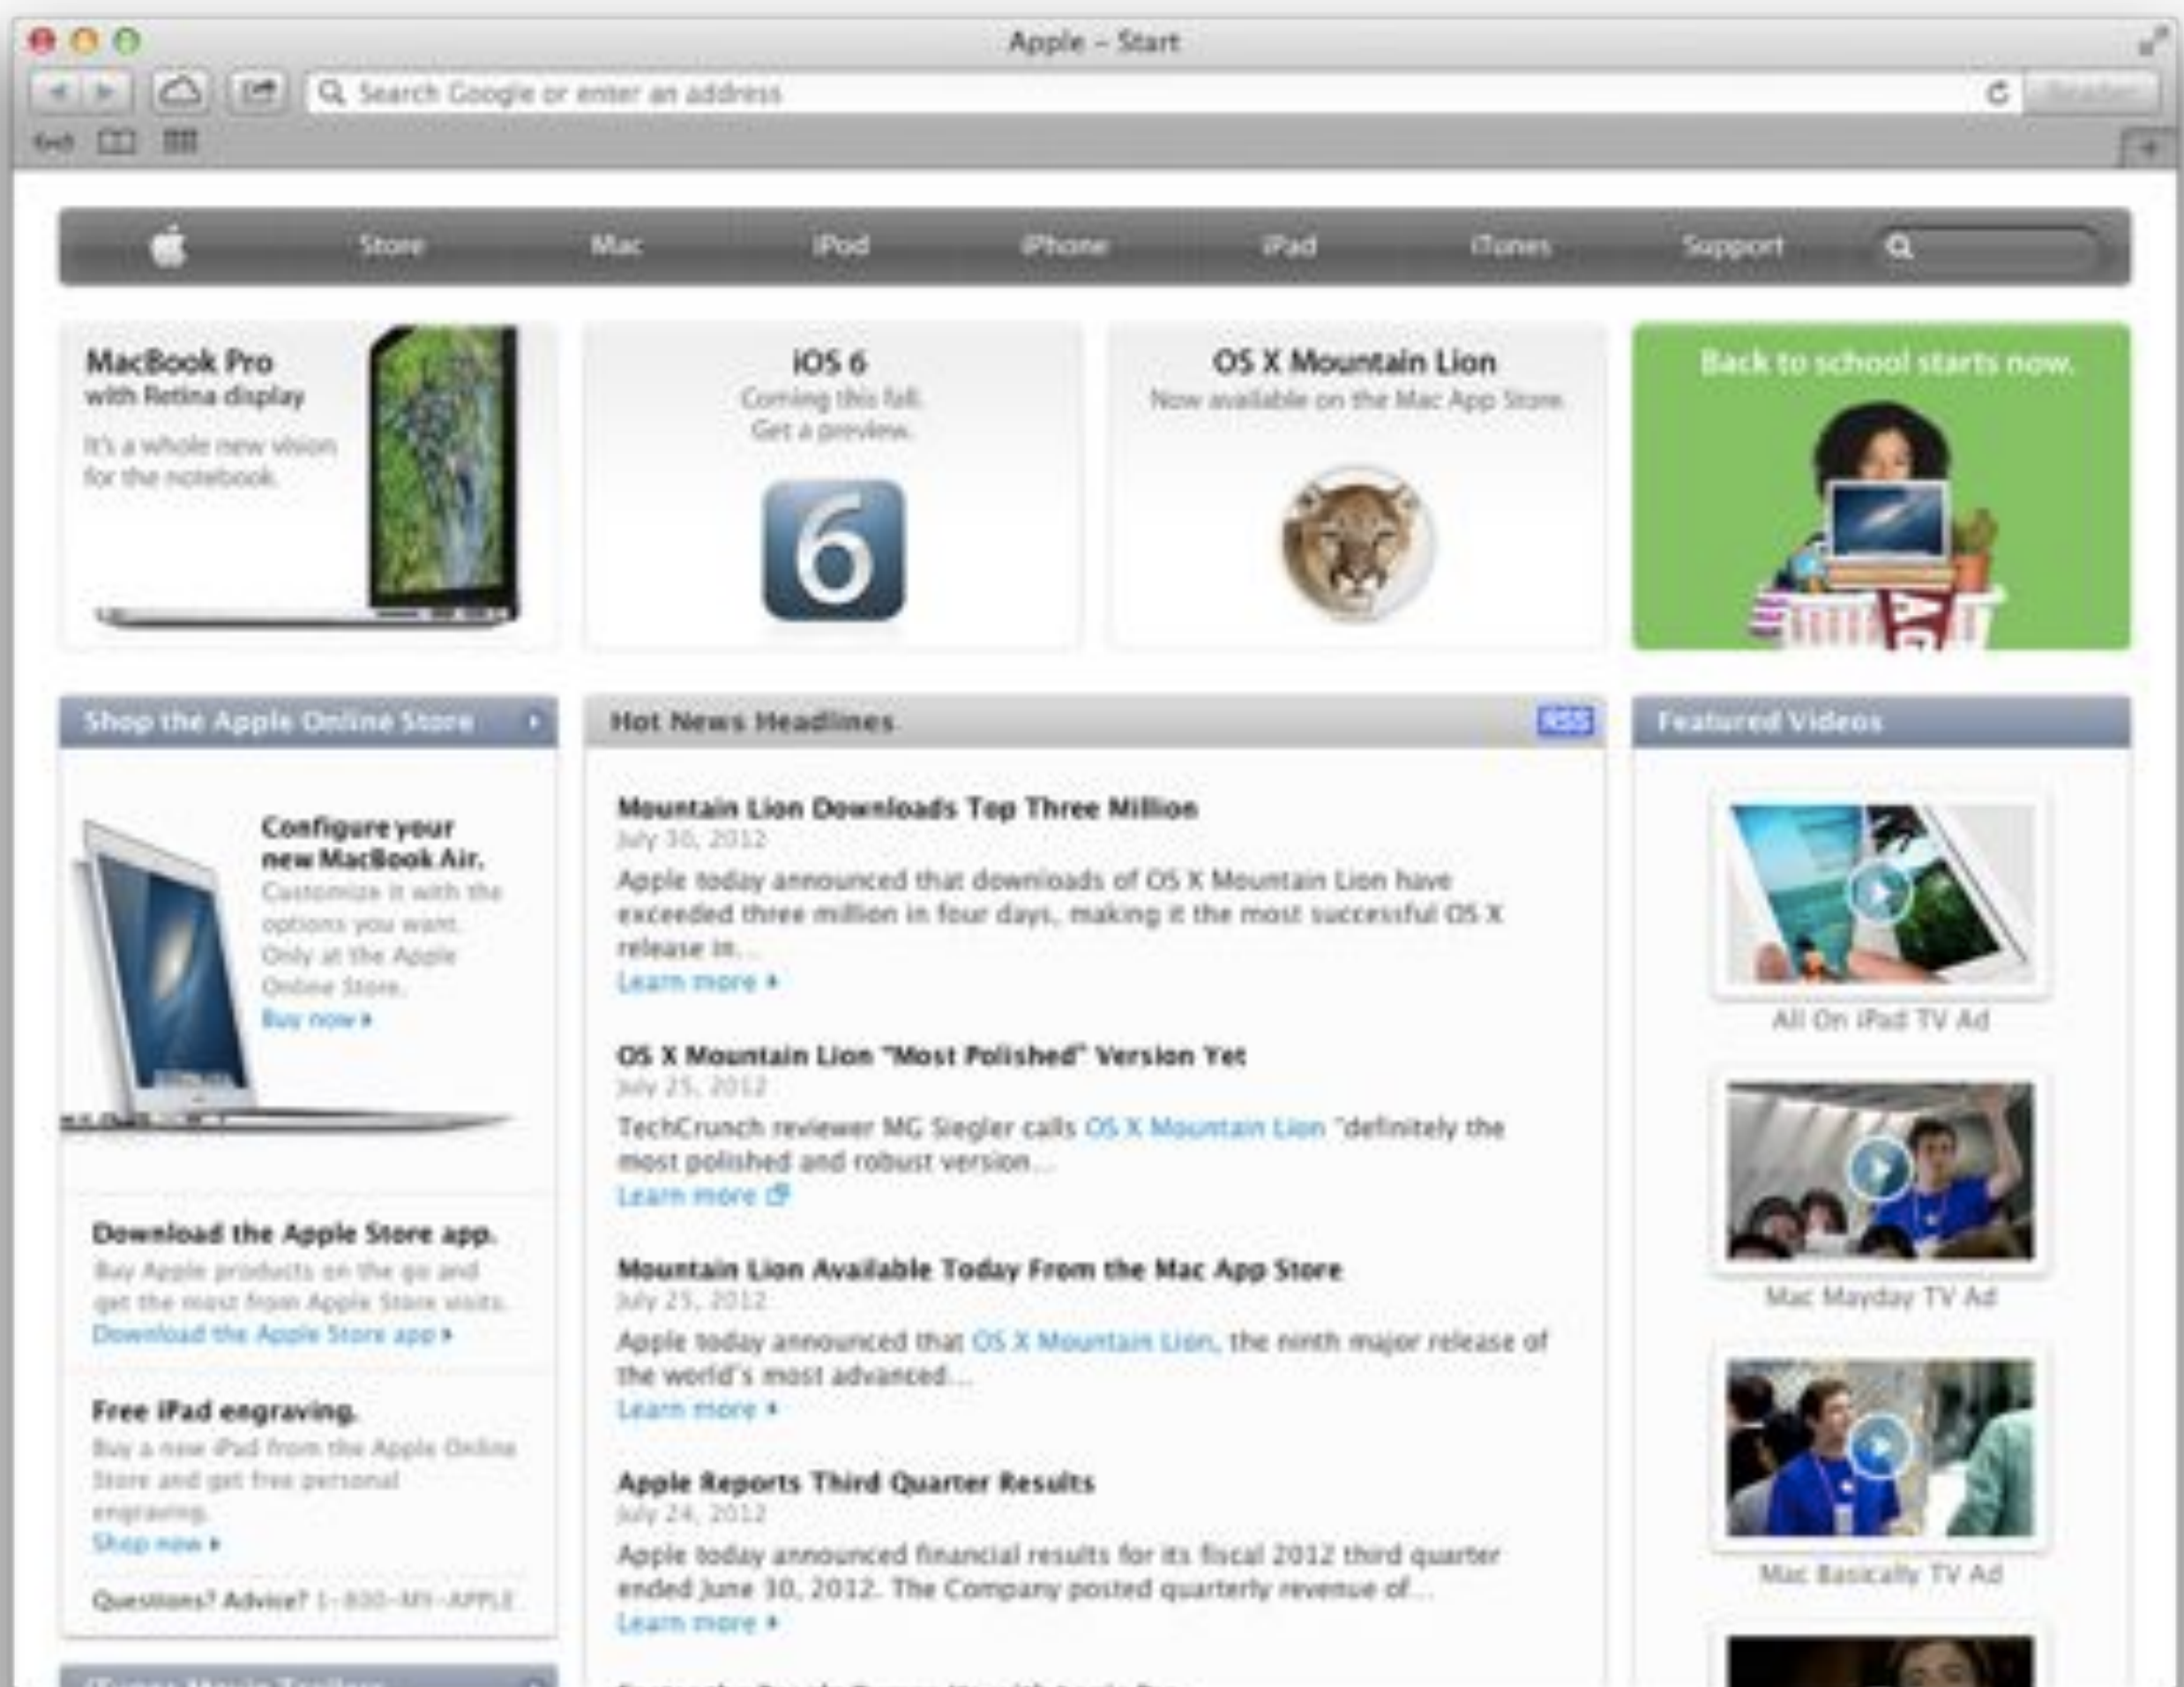 Apple – Start
Search Google or enter an address
Reader
Store
Mac
iPod
iPhone
iPad
iTunes
Support
MacBook Pro
with Retina display
It's a whole new vision
for the notebook.
iOS 6
Coming this fall.
Get a preview.
6
OS X Mountain Lion
Now available on the Mac App Store.
Back to school starts now.
Shop the Apple Online Store
Configure your
new MacBook Air.
Customize it with the
options you want.
Only at the Apple
Online Store.
Buy now
Download the Apple Store app.
Buy Apple products on the go and
get the most from Apple Store visits.
Download the Apple Store app
Free iPad engraving.
Buy a new iPad from the Apple Online
Store and get free personal
engraving.
Shop now
Questions? Advice? 1-800-MY-APPLE
iTunes Movie Trailers
Hot News Headlines
RSS
Mountain Lion Downloads Top Three Million
July 30, 2012
Apple today announced that downloads of OS X Mountain Lion have
exceeded three million in four days, making it the most successful OS X
release in...
Learn more
OS X Mountain Lion "Most Polished" Version Yet
July 25, 2012
TechCrunch reviewer MG Siegler calls OS X Mountain Lion "definitely the
most polished and robust version...
Learn more
Mountain Lion Available Today From the Mac App Store
July 25, 2012
Apple today announced that OS X Mountain Lion, the ninth major release of
the world's most advanced...
Learn more
Apple Reports Third Quarter Results
July 24, 2012
Apple today announced financial results for its fiscal 2012 third quarter
ended June 30, 2012. The Company posted quarterly revenue of...
Learn more
Featured Videos
All On iPad TV Ad
Mac Mayday TV Ad
Mac Basically TV Ad